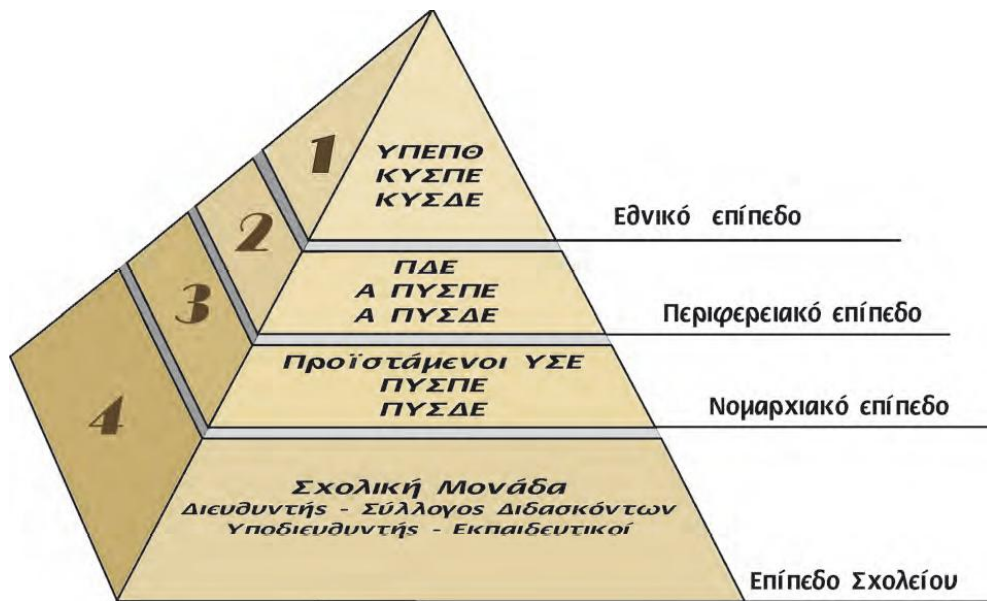 1
ΥΠΕΠΘ
ΚΥΣΠΕ
ΚΥΣΔΕ
Εθνικό επίπεδο
2
ΠΔΕ
Α ΠΥΣΠΕ
Α ΠΥΣΔΕ
Περιφερειακό επίπεδο
3
Προϊστάμενοι ΥΣΕ
ΠΥΣΠΕ
ΠΥΣΔΕ
Νομαρχιακό επίπεδο
4
Σχολική Μονάδα
Διευθυντής - Σύλλογος Διδασκόντων
Υποδιευθυντής - Εκπαιδευτικοί
Επίπεδο Σχολείου